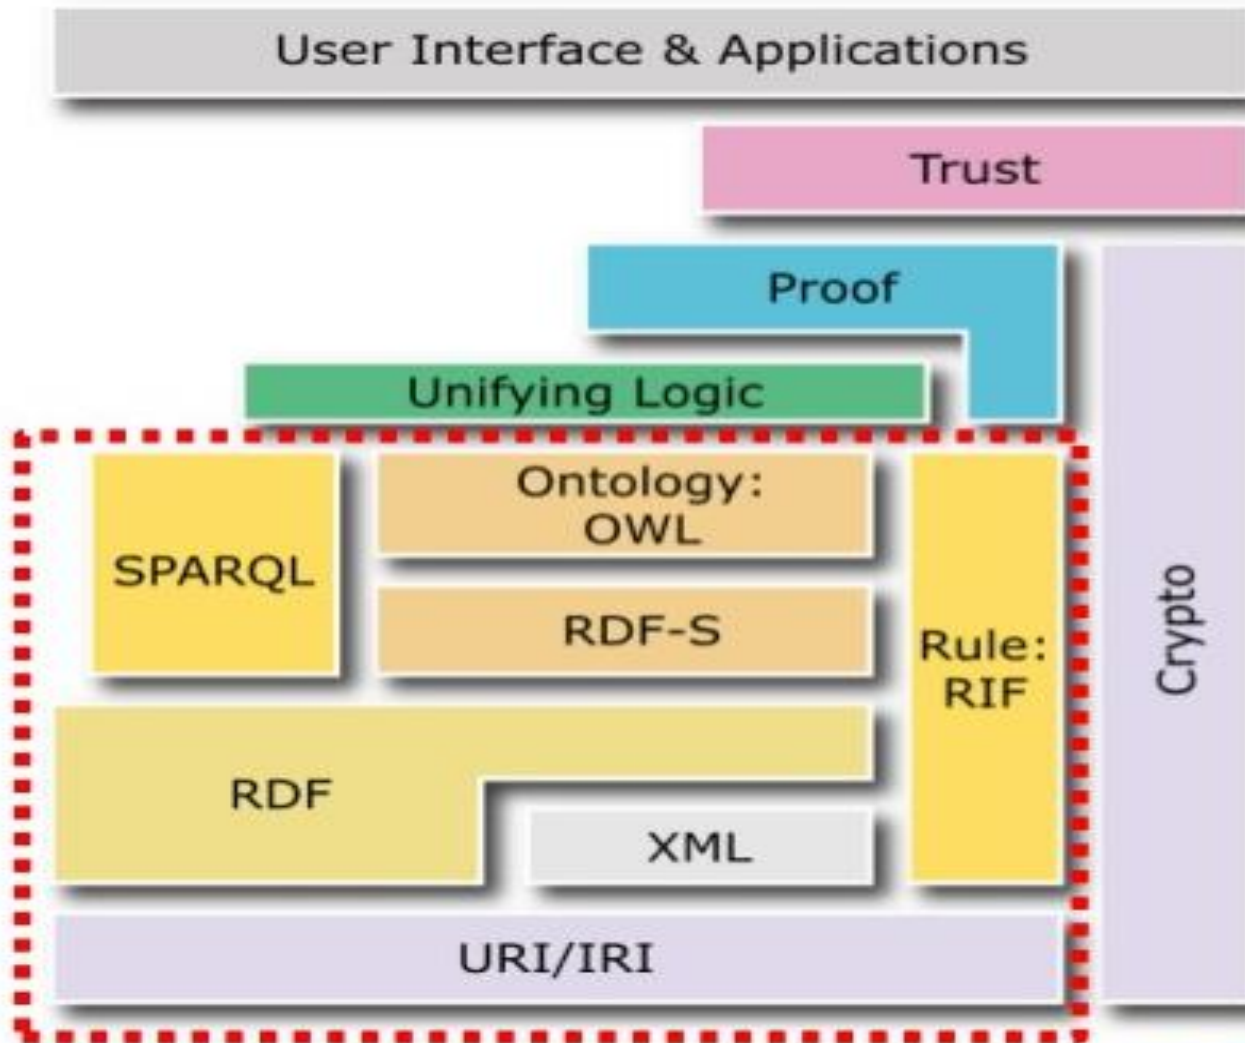 User Interface & Applications
Trust
Proof
Unifying Logic
Ontology:
OWL
SPARQL
RDF-S
Rule:
RIF
Crypto
RDF
XML
URI/IRI